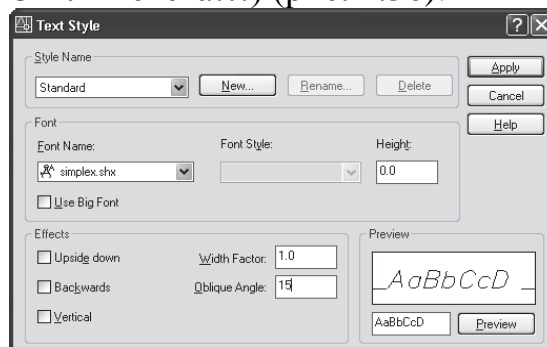 Text Style
Style Name
Standard New... Rename... Delete Apply
Cancel
Help
Font
Font Name: Font Style: Height:
simplex.shx 0.0
Use Big Font
Effects
Upside down Width Factor: 1.0
Backwards Oblique Angle: 15
Vertical
Preview
AaBbCcD
AaBbCcD Preview